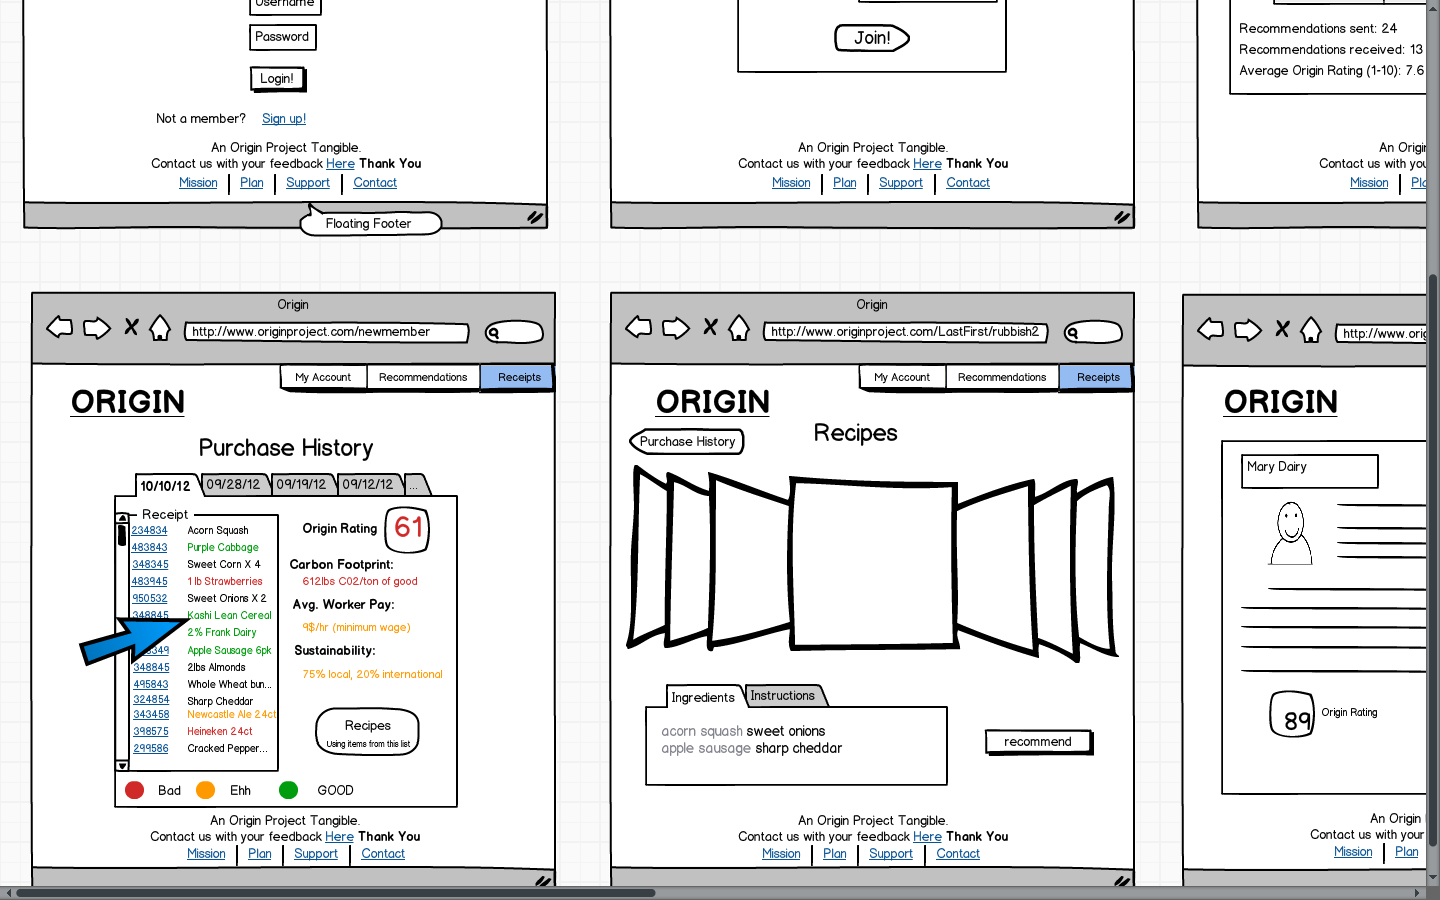 Username
Password
Login!
Not a member? Sign up!
An Origin Project Tangible.
Contact us with your feedback Here Thank You
Mission Plan Support Contact
Floating Footer
Join!
An Origin Project Tangible.
Contact us with your feedback Here Thank You
Mission Plan Support Contact
Recommendations sent: 24
Recommendations received: 13
Average Origin Rating (1-10): 7.6
An Origin
Contact us with
Mission
Origin
http://www.originproject.com/newmember
My Account Recommendations Receipts
ORIGIN
Purchase History
10/10/12 09/28/12 09/19/12 09/12/12 ...
Receipt
234834 Acorn Squash
483843 Purple Cabbage
348345 Sweet Corn X 4
483945 1 lb Strawberries
950532 Sweet Onions X 2
348845 Kashi Lean Cereal
2% Frank Dairy
349 Apple Sausage 6pk
348845 2lbs Almonds
495843 Whole Wheat bun...
324854 Sharp Cheddar
343458 Newcastle Ale 24ct
398575 Heineken 24ct
299586 Cracked Pepper...
Origin Rating 61
Carbon Footprint:
612lbs CO2/ton of good
Avg. Worker Pay:
9$/hr (minimum wage)
Sustainability:
75% local, 20% international
Recipes
Using items from this list
Bad Ehh GOOD
An Origin Project Tangible.
Contact us with your feedback Here Thank You
Mission Plan Support Contact
Origin
http://www.originproject.com/LastFirst/rubbish2
My Account Recommendations Receipts
ORIGIN
Purchase History
Recipes
Ingredients Instructions
acorn squash sweet onions
apple sausage sharp cheddar
recommend
An Origin Project Tangible.
Contact us with your feedback Here Thank You
Mission Plan Support Contact
http://www.orig
ORIGIN
Mary Dairy
89 Origin Rating
An Origin
Contact us with your
Mission Plan